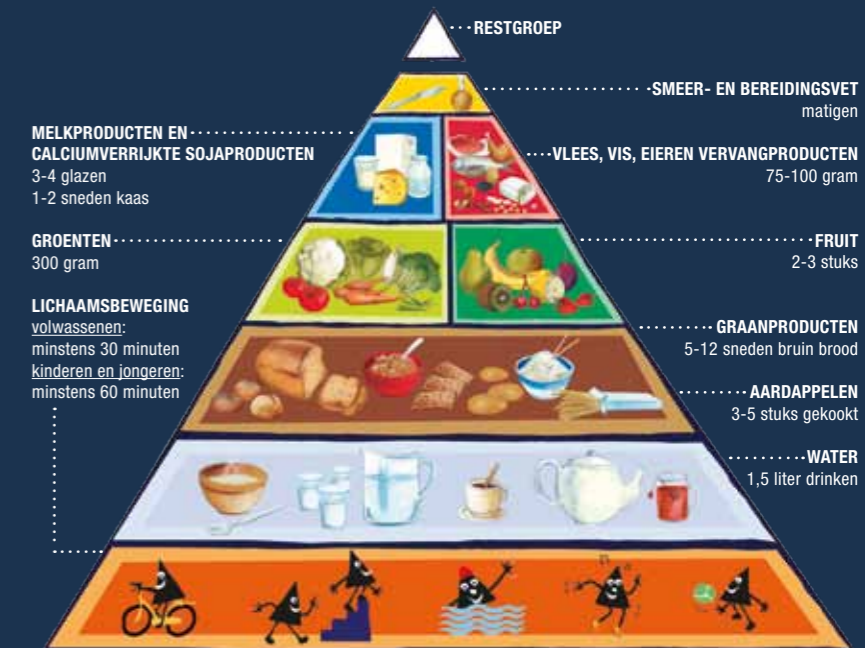 RESTGROEP
SMEER- EN BEREIDINGSVET
matigen
MELKPRODUCTEN EN
CALCIUMVERRIJKTE SOJAPRODUCTEN
3-4 glazen
1-2 sneden kaas
VLEES, VIS, EIEREN VERVANGPRODUCTEN
75-100 gram
GROENTEN
300 gram
FRUIT
2-3 stuks
LICHAAMSBEWEGING
volwassenen:
minstens 30 minuten
kinderen en jongeren:
minstens 60 minuten
GRAANPRODUCTEN
5-12 sneden bruin brood
AARDAPPELEN
3-5 stuks gekookt
WATER
1,5 liter drinken